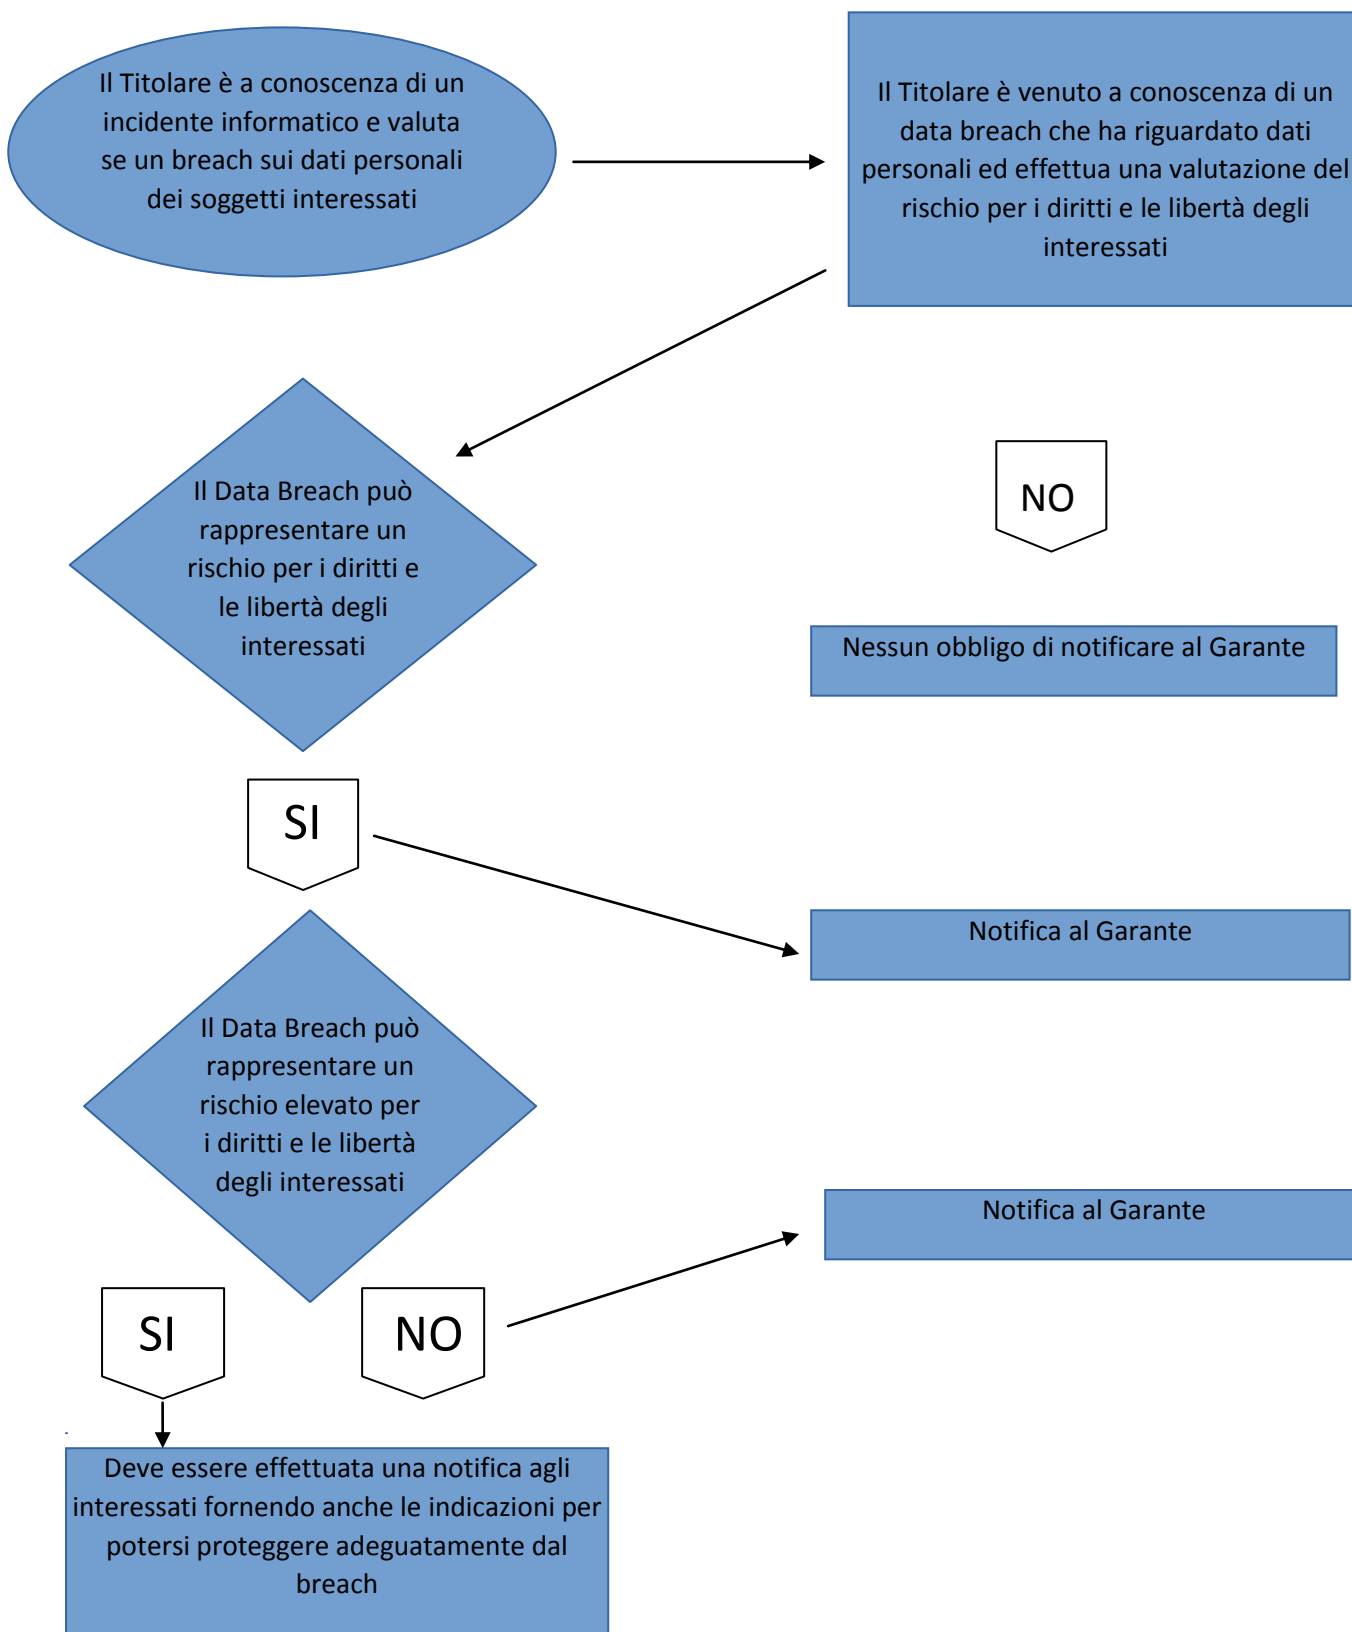 Il Titolare è a conoscenza di un
incidente informatico e valuta
se un breach sui dati personali
dei soggetti interessati
Il Titolare è venuto a conoscenza di un
data breach che ha riguardato dati
personali ed effettua una valutazione del
rischio per i diritti e le libertà degli
interessati
Il Data Breach può
rappresentare un
rischio per i diritti e
le libertà degli
interessati
NO
Nessun obbligo di notificare al Garante
SI
Notifica al Garante
Il Data Breach può
rappresentare un
rischio elevato per
i diritti e le libertà
degli interessati
Notifica al Garante
SI
NO
Deve essere effettuata una notifica agli
interessati fornendo anche le indicazioni per
potersi proteggere adeguatamente dal
breach